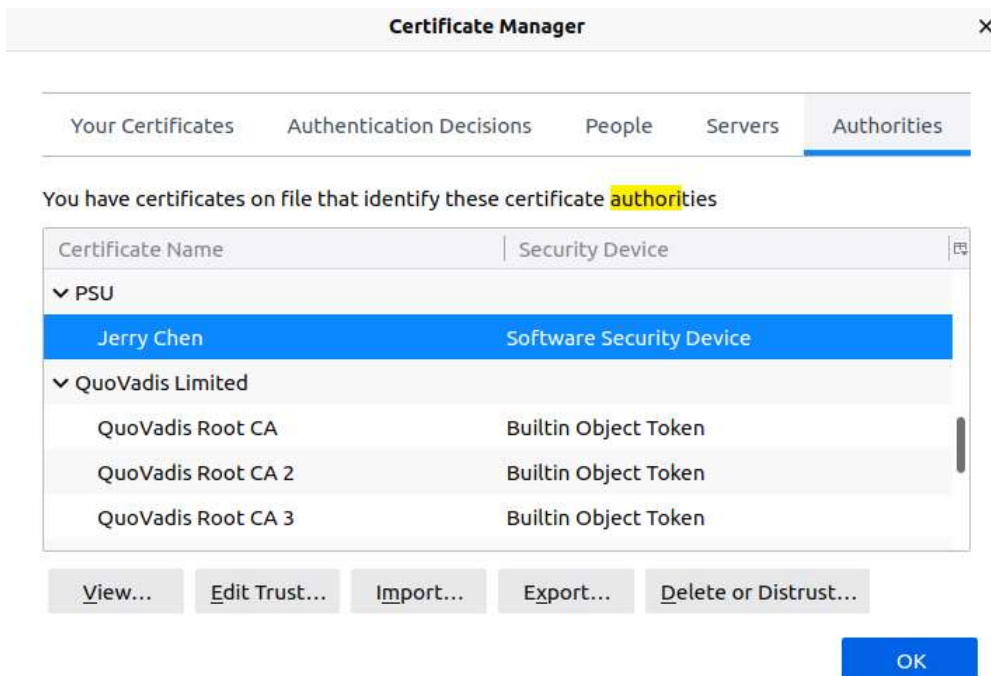 Certificate Manager
Your Certificates Authentication Decisions People Servers Authorities
You have certificates on file that identify these certificate authorities
Certificate Name Security Device
PSU
Jerry Chen Software Security Device
QuoVadis Limited
QuoVadis Root CA Builtin Object Token
QuoVadis Root CA 2 Builtin Object Token
QuoVadis Root CA 3 Builtin Object Token
View... Edit Trust... Import... Export... Delete or Distrust...
OK